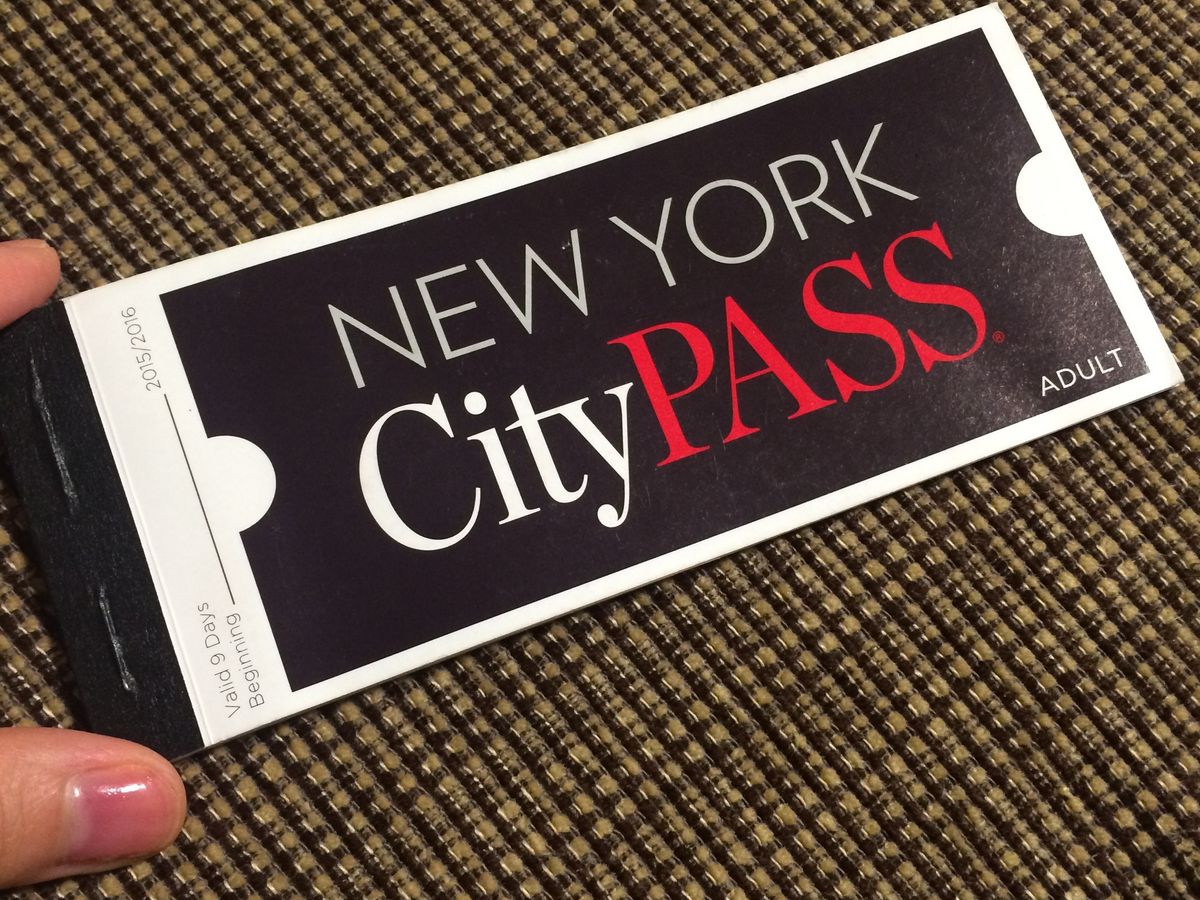 NEW YORK
CityPASS®
ADULT
Valid 9 Days
Beginning 2015/2016